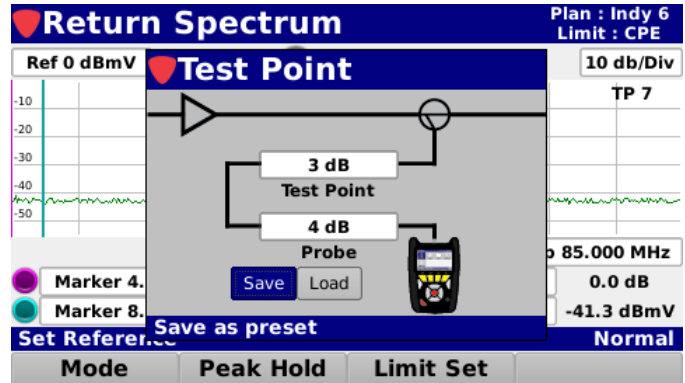 Return Spectrum
Plan : Indy 6
Limit : CPE
Ref 0 dBmV
10 db/Div
Test Point
TP 7
-10
-20
-30
-40
-50
3 dB
Test Point
4 dB
Probe
85.000 MHz
Save
Load
Marker 4.
0.0 dB
Marker 8.
-41.3 dBmV
Save as preset
Set Reference
Normal
Mode
Peak Hold
Limit Set